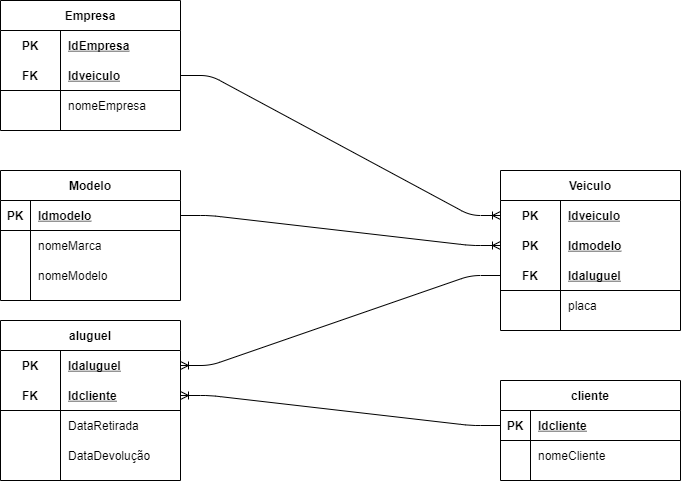 Empresa
PK IdEmpresa
FK Idveiculo
nomeEmpresa
Modelo
PK Idmodelo
nomeMarca
nomeModelo
Veiculo
PK Idveiculo
PK Idmodelo
FK Idaluguel
placa
aluguel
PK Idaluguel
FK Idcliente
DataRetirada
DataDevolução
cliente
PK Idcliente
nomeCliente